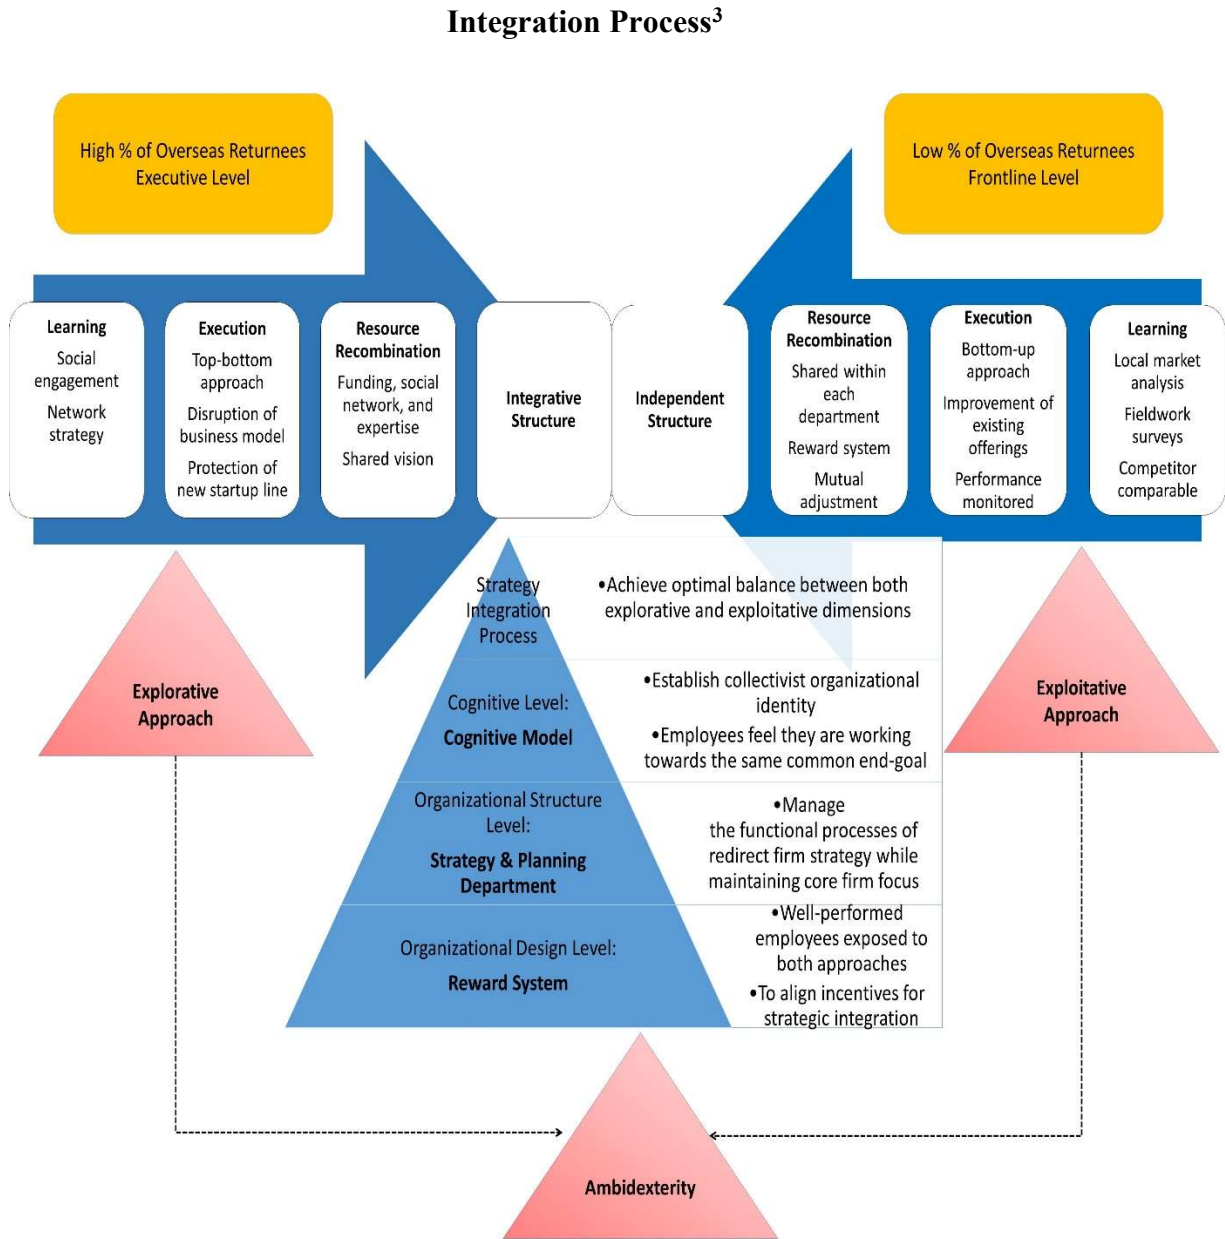 Integration Process³
High % of Overseas Returnees
Executive Level
Low % of Overseas Returnees
Frontline Level
Learning
Social
engagement
Network
strategy
Execution
Top-bottom
approach
Disruption of
business model
Protection of
new startup line
Resource
Recombination
Funding, social
network, and
expertise
Shared vision
Integrative
Structure
Independent
Structure
Resource
Recombination
Shared within
each
department
Reward system
Mutual
adjustment
Execution
Bottom-up
approach
Improvement of
existing
offerings
Performance
monitored
Learning
Local market
analysis
Fieldwork
surveys
Competitor
comparable
Explorative
Approach
Strategy
Integration
Process
•Achieve optimal balance between both
explorative and exploitative dimensions
Cognitive Level:
Cognitive Model
•Establish collectivist organizational
identity
•Employees feel they are working
towards the same common end-goal
Organizational Structure
Level:
Strategy & Planning
Department
•Manage
the functional processes of
redirect firm strategy while
maintaining core firm focus
Organizational Design Level:
Reward System
•Well-performed
employees exposed to
both approaches
•To align incentives for
strategic integration
Exploitative
Approach
Ambidexterity